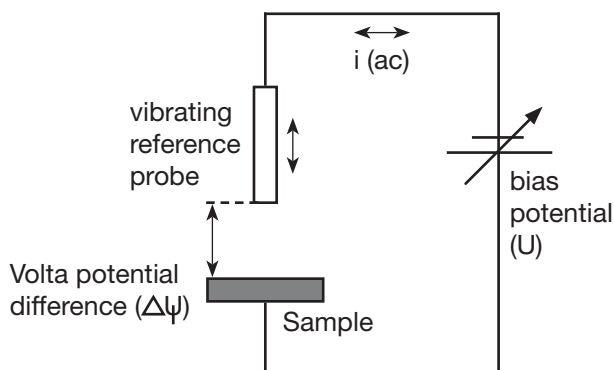 i (ac)
vibrating
reference
probe
bias
potential
(U)
Volta potential
difference (Δψ)
Sample